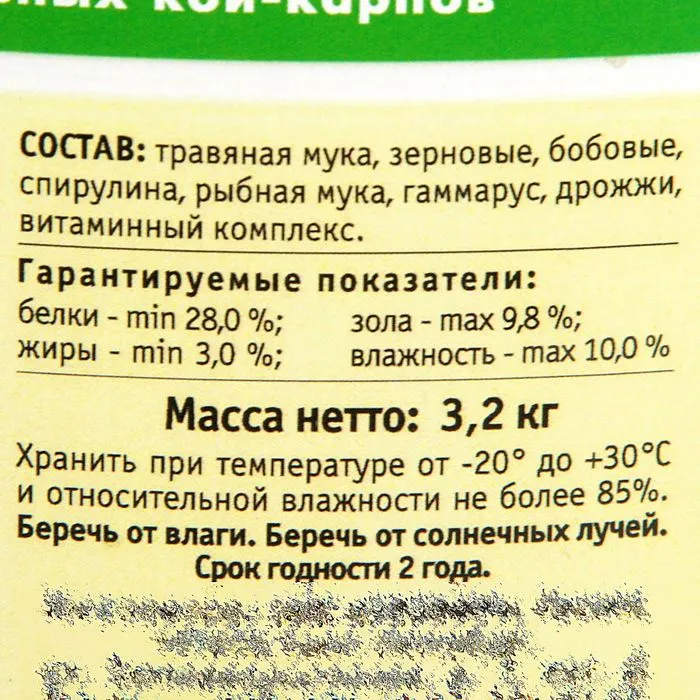 кои-карпов
СОСТАВ: травяная мука, зерновые, бобовые,
спирулина, рыбная мука, гаммарус, дрожжи,
витаминный комплекс.
Гарантируемые показатели:
белки - min 28,0 %; зола - max 9,8 %;
жиры - min 3,0 %; влажность - max 10,0 %
Масса нетто: 3,2 кг
Хранить при температуре от -20° до +30°С
и относительной влажности не более 85%.
Беречь от влаги. Беречь от солнечных лучей.
Срок годности 2 года.